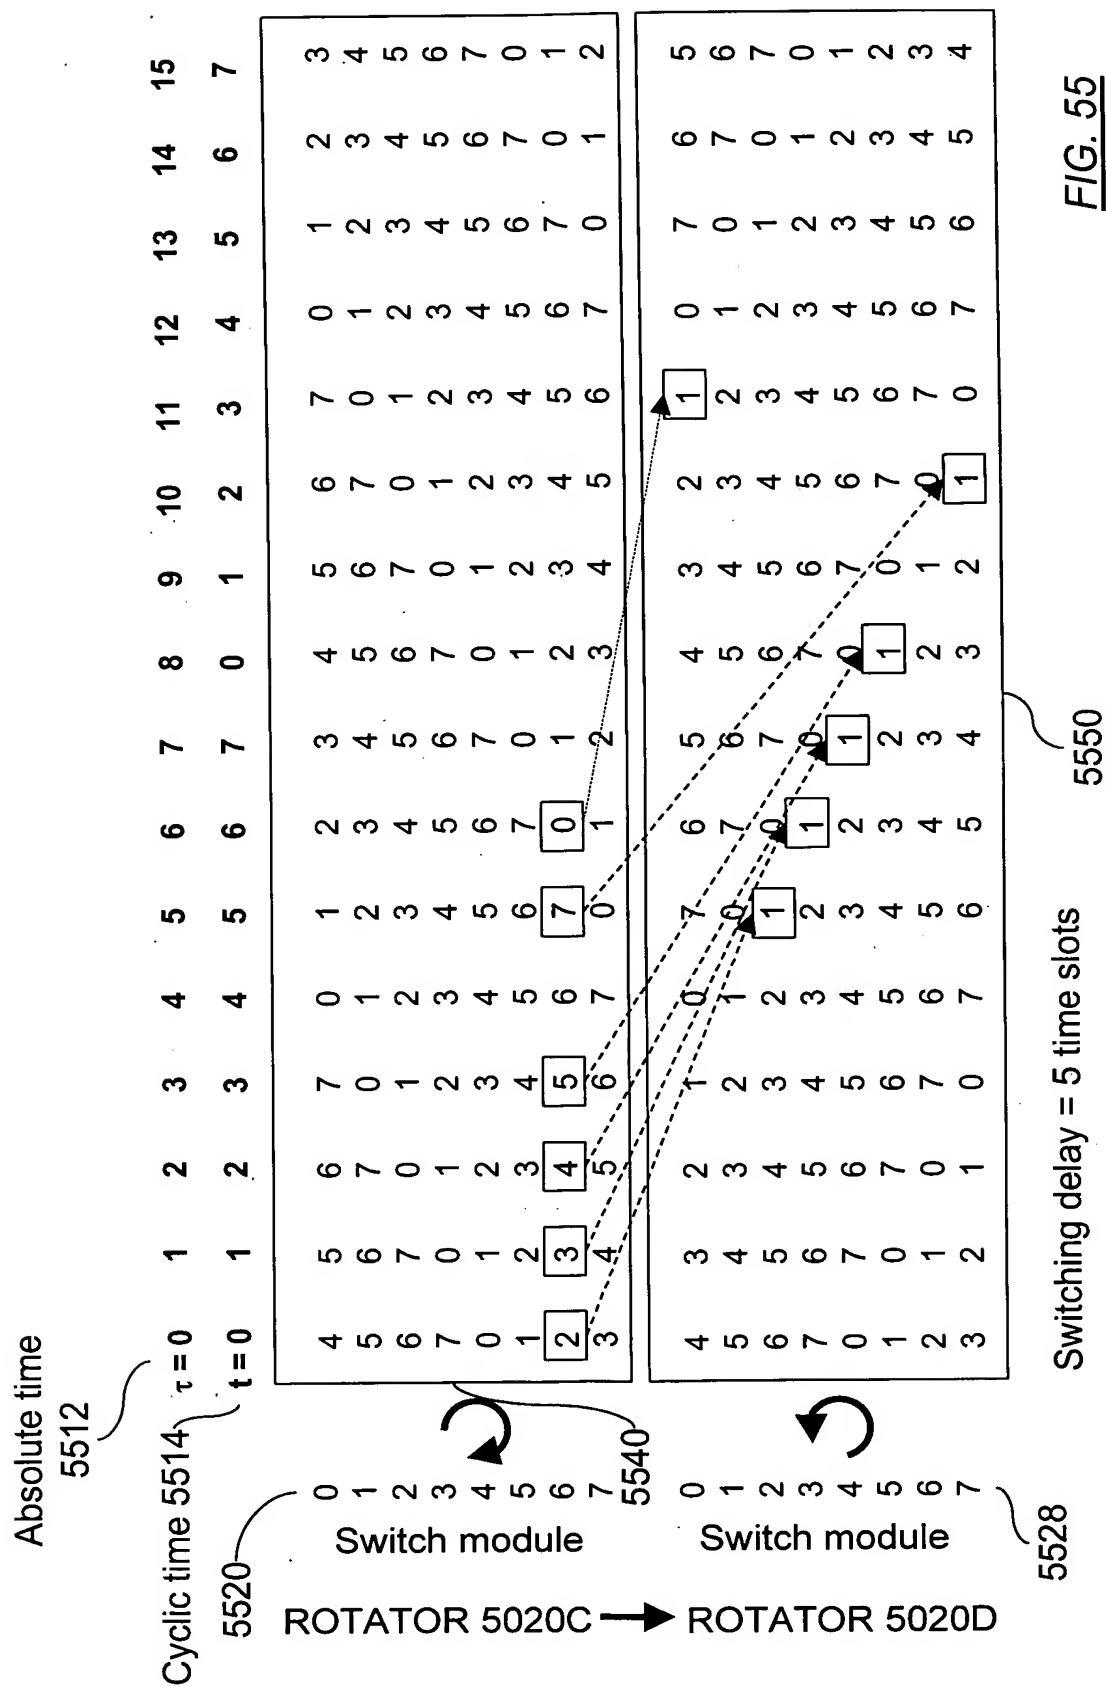 Absolute time
5512
τ = 0 1 2 3 4 5 6 7 8 9 10 11 12 13 14 15
Cyclic time 5514
t = 0 1 2 3 4 5 6 7 0 1 2 3 4 5 6 7
5520
0 4 5 6 7 0 1 2 3 4 5 6 7 0 1 2 3
1 5 6 7 0 1 2 3 4 5 6 7 0 1 2 3 4
2 6 7 0 1 2 3 4 5 6 7 0 1 2 3 4 5
3 7 0 1 2 3 4 5 6 7 0 1 2 3 4 5 6
4 0 1 2 3 4 5 6 7 0 1 2 3 4 5 6 7
5 1 2 3 4 5 6 7 0 1 2 3 4 5 6 7 0
6 2 3 4 5 6 7 0 1 2 3 4 5 6 7 0 1
7 3 4 5 6 7 0 1 2 3 4 5 6 7 0 1 2
Switch module
ROTATOR 5020C
5540
0 4 3 2 1 0 7 6 5 4 3 2 1 0 7 6 5
1 5 4 3 2 1 0 7 6 5 4 3 2 1 0 7 6
2 6 5 4 3 2 1 0 7 6 5 4 3 2 1 0 7
3 7 6 5 4 3 2 1 0 7 6 5 4 3 2 1 0
4 0 7 6 5 4 3 2 1 0 7 6 5 4 3 2 1
5 1 0 7 6 5 4 3 2 1 0 7 6 5 4 3 2
6 2 1 0 7 6 5 4 3 2 1 0 7 6 5 4 3
7 3 2 1 0 7 6 5 4 3 2 1 0 7 6 5 4
Switch module
ROTATOR 5020D
5528
5550
Switching delay = 5 time slots
FIG. 55